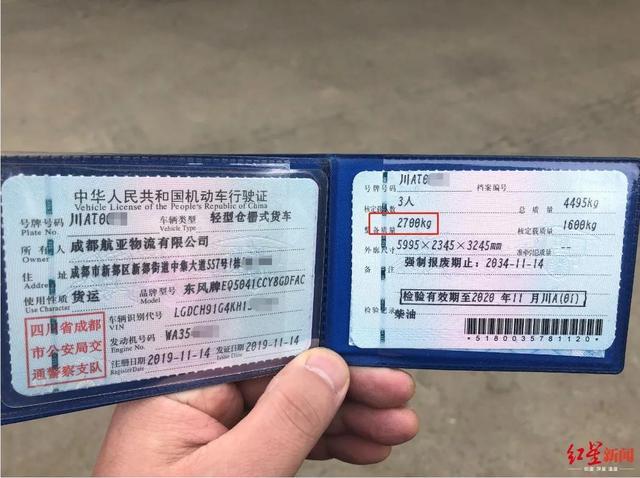 中华人民共和国机动车行驶证
Vehicle License of the People's Republic of China
号牌号码 川AT0
Plate No.
车辆类型 轻型仓栅式货车
Vehicle Type
所有人 成都航亚物流有限公司
Owner
住址 成都市新都区新都街道中集大道557号1栋
Address
使用性质 货运
Use Character
品牌型号 东风牌EQ5041CCY8GDFAC
车辆识别代号 LGDCH91G4KH1
VIN
发动机号码 WA35
Engine No.
注册日期 2019-11-14
Register Date
发证日期 2019-11-14
Issue Date
四川省成都
市公安局交
通警察支队
号牌号码 川AT0
档案编号
核定载人数 3人
总质量 4495kg
整备质量 2700kg
核定载质量 1600kg
外廓尺寸 5995×2345×3245mm
准牵引总质量 --
备注 强制报废期止:2034-11-14
检验记录 检验有效期至2020 年 11 月川A(01)
柴油
*5180035781120*
红星新闻